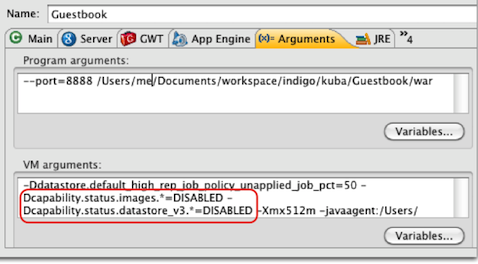 Name: Guestbook
Main Server GWT App Engine (x)= Arguments JRE »4
Program arguments:
--port=8888 /Users/me/Documents/workspace/indigo/kuba/Guestbook/war
Variables...
VM arguments:
-Ddatastore.default_high_rep_job_policy_unapplied_job_pct=50 -
Dcapability.status.images.*=DISABLED -
Dcapability.status.datastore_v3.*=DISABLED -Xmx512m -javaagent:/Users/
Variables...